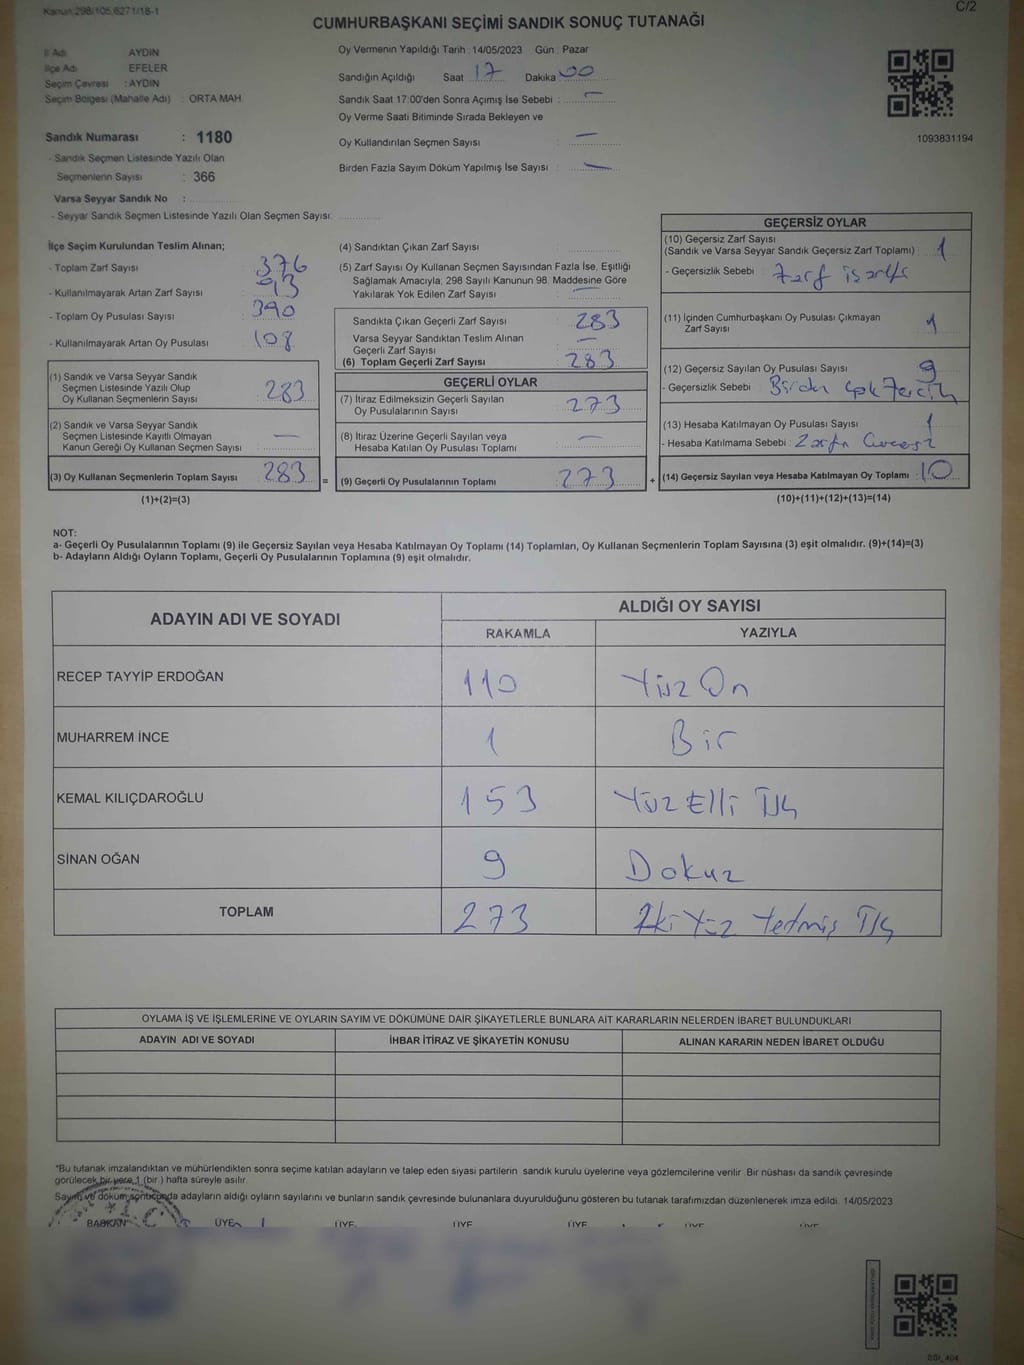 Kanun 298/105,6271/18-1
C/2
CUMHURBAŞKANI SEÇİMİ SANDIK SONUÇ TUTANAĞI
İl Adı AYDIN
İlçe Adı EFELER
Seçim Çevresi : AYDIN
Seçim Bölgesi (Mahalle Adı) : ORTA MAH.
Sandık Numarası : 1180
- Sandık Seçmen Listesinde Yazılı Olan
Seçmenlerin Sayısı : 366
Varsa Seyyar Sandık No :
- Seyyar Sandık Seçmen Listesinde Yazılı Olan Seçmen Sayısı:
Oy Vermenin Yapıldığı Tarih : 14/05/2023 Gün : Pazar
Sandığın Açıldığı Saat 17 Dakika 00
Sandık Saat 17:00'den Sonra Açımış İse Sebebi : —
Oy Verme Saati Bitiminde Sırada Bekleyen ve
Oy Kullandırılan Seçmen Sayısı : —
Birden Fazla Sayım Döküm Yapılmış İse Sayısı : —
1093831194
İlçe Seçim Kurulundan Teslim Alınan;
- Toplam Zarf Sayısı : 376
- Kullanılmayarak Artan Zarf Sayısı : 93
- Toplam Oy Pusulası Sayısı : 390
- Kullanılmayarak Artan Oy Pusulası : 108
(1) Sandık ve Varsa Seyyar Sandık
Seçmen Listesinde Yazılı Olup
Oy Kullanan Seçmenlerin Sayısı : 283
(2) Sandık ve Varsa Seyyar Sandık
Seçmen Listesinde Kayıtlı Olmayan
Kanun Gereği Oy Kullanan Seçmen Sayısı : —
(3) Oy Kullanan Seçmenlerin Toplam Sayısı : 283 =
(1)+(2)=(3)
(4) Sandıktan Çıkan Zarf Sayısı :
(5) Zarf Sayısı Oy Kullanan Seçmen Sayısından Fazla İse, Eşitliği
Sağlamak Amacıyla; 298 Sayılı Kanunun 98. Maddesine Göre
Yakılarak Yok Edilen Zarf Sayısı : —
Sandıkta Çıkan Geçerli Zarf Sayısı : 283
Varsa Seyyar Sandıktan Teslim Alınan
Geçerli Zarf Sayısı : —
(6) Toplam Geçerli Zarf Sayısı : 283
GEÇERLİ OYLAR
(7) İtiraz Edilmeksizin Geçerli Sayılan
Oy Pusulalarının Sayısı : 273
(8) İtiraz Üzerine Geçerli Sayılan veya
Hesaba Katılan Oy Pusulası Toplamı : —
(9) Geçerli Oy Pusulalarının Toplamı : 273 +
GEÇERSİZ OYLAR
(10) Geçersiz Zarf Sayısı
(Sandık ve Varsa Seyyar Sandık Geçersiz Zarf Toplamı) : 1
- Geçersizlik Sebebi : Zarf
(11) İçinden Cumhurbaşkanı Oy Pusulası Çıkmayan
Zarf Sayısı : 1
(12) Geçersiz Sayılan Oy Pusulası Sayısı : 9
- Geçersizlik Sebebi : Birden çok Tercih
(13) Hesaba Katılmayan Oy Pusulası Sayısı : 1
- Hesaba Katılmama Sebebi :
(14) Geçersiz Sayılan veya Hesaba Katılmayan Oy Toplamı : 10
(10)+(11)+(12)+(13)=(14)
NOT:
a- Geçerli Oy Pusulalarının Toplamı (9) ile Geçersiz Sayılan veya Hesaba Katılmayan Oy Toplamı (14) Toplamları, Oy Kullanan Seçmenlerin Toplam Sayısına (3) eşit olmalıdır. (9)+(14)=(3)
b- Adayların Aldığı Oyların Toplamı, Geçerli Oy Pusulalarının Toplamına (9) eşit olmalıdır.
ADAYIN ADI VE SOYADI
ALDIĞI OY SAYISI
RAKAMLA YAZIYLA
RECEP TAYYİP ERDOĞAN 110 Yüz On
MUHARREM İNCE 1 Bir
KEMAL KILIÇDAROĞLU 153 Yüz Elli Üç
SİNAN OĞAN 9 Dokuz
TOPLAM 273 İki Yüz Yetmiş Üç
OYLAMA İŞ VE İŞLEMLERİNE VE OYLARIN SAYIM VE DÖKÜMÜNE DAİR ŞİKAYETLERLE BUNLARA AİT KARARLARIN NELERDEN İBARET BULUNDUKLARI
ADAYIN ADI VE SOYADI İHBAR İTİRAZ VE ŞİKAYETİN KONUSU ALINAN KARARIN NEDEN İBARET OLDUĞU
*Bu tutanak imzalandıktan ve mühürlendikten sonra seçime katılan adayların ve talep eden siyasi partilerin sandık kurulu üyelerine veya gözlemcilerine verilir. Bir nüshası da sandık çevresinde
görülecek bir yere 1 (bir ) hafta süreyle asılır.
Sayım ve döküm sonucunda adayların aldığı oyların sayılarını ve bunların sandık çevresinde bulunanlara duyurulduğunu gösteren bu tutanak tarafımızdan düzenlenerek imza edildi. 14/05/2023
BAŞKAN ÜYE ÜYE ÜYE ÜYE ÜYE ÜYE